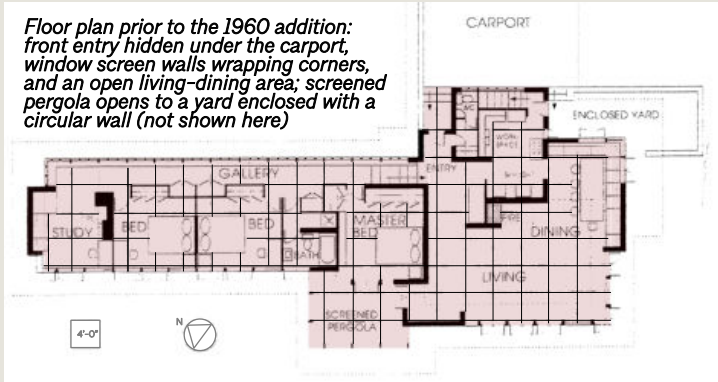 Floor plan prior to the 1960 addition:
front entry hidden under the carport,
window screen walls wrapping corners,
and an open living-dining area; screened
pergola opens to a yard enclosed with a
circular wall (not shown here)
CARPORT
ENCLOSED YARD
WORK
SPACE
ENTRY
GALLERY
STUDY
BED
BED
BATH
MASTER
BED
FIRE
DINING
LIVING
SCREENED
PERGOLA
4'-0"
N